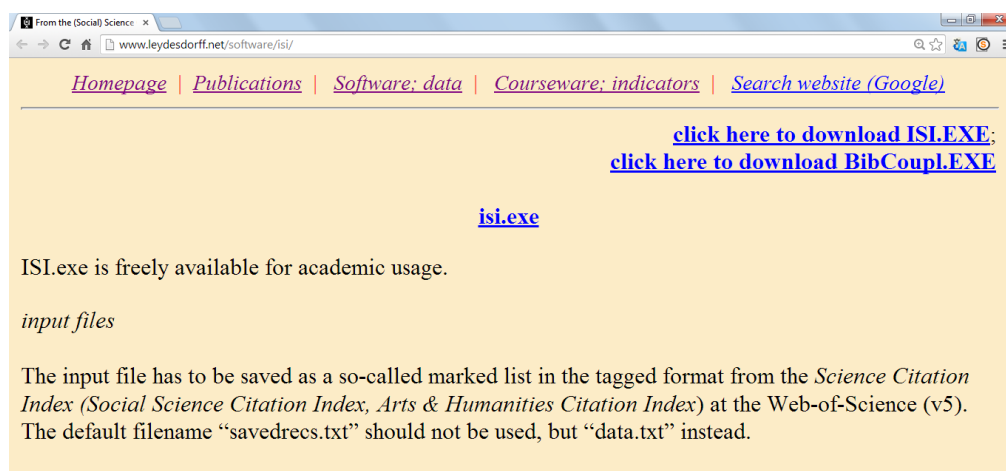 From the (Social) Science
www.leydesdorff.net/software/isi/
Homepage | Publications | Software; data | Courseware; indicators | Search website (Google)
click here to download ISI.EXE;
click here to download BibCoupl.EXE
isi.exe
ISI.exe is freely available for academic usage.
input files
The input file has to be saved as a so-called marked list in the tagged format from the Science Citation
Index (Social Science Citation Index, Arts & Humanities Citation Index) at the Web-of-Science (v5).
The default filename “savedrecs.txt” should not be used, but “data.txt” instead.